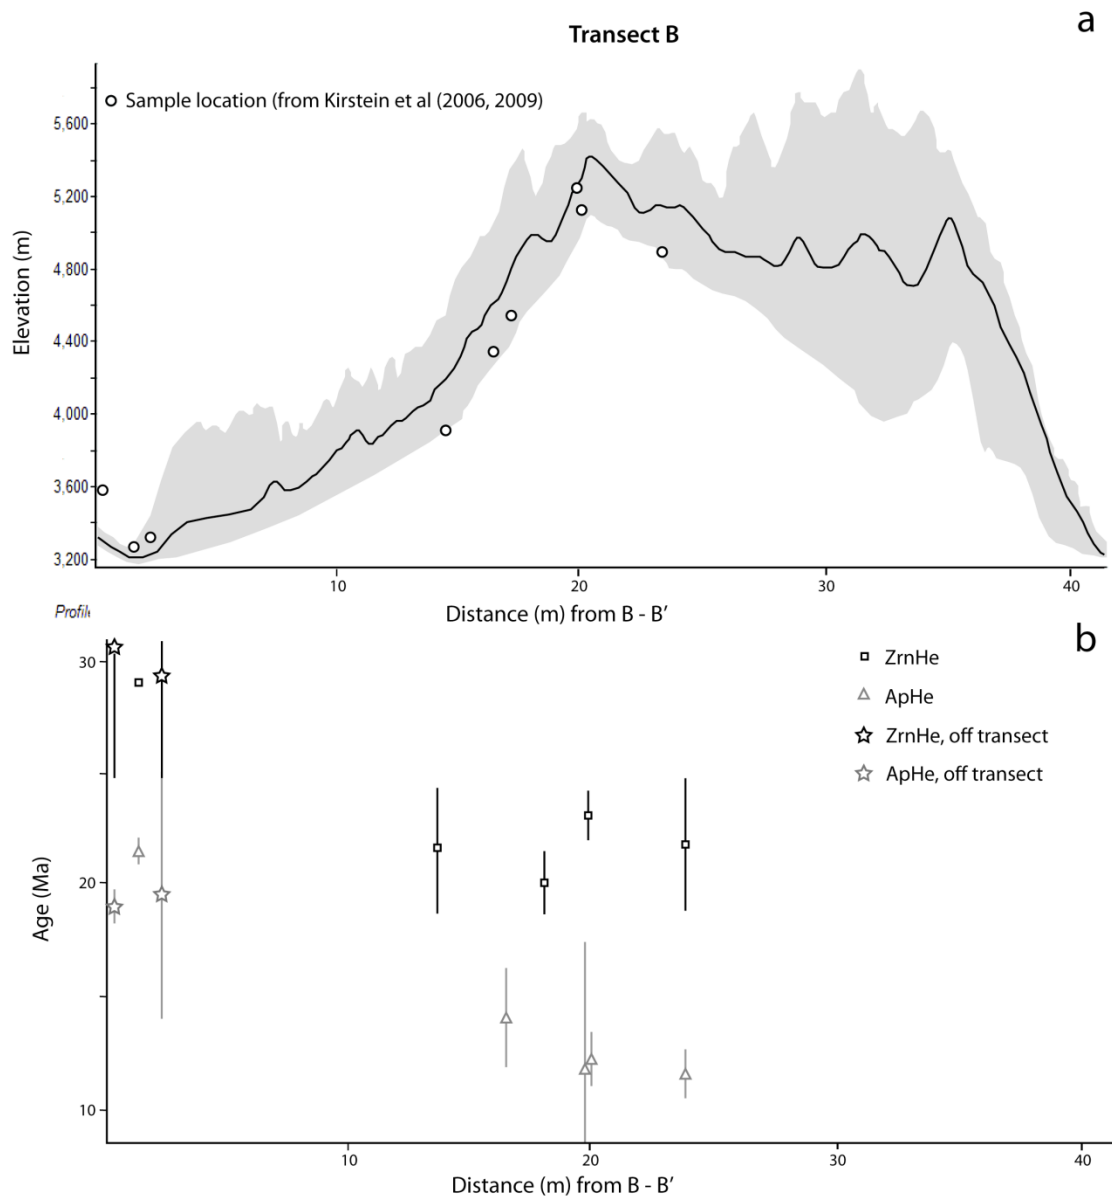 a
Transect B
Sample location (from Kirstein et al (2006, 2009)
Elevation (m)
5,600
5,200
4,800
4,400
4,000
3,600
3,200
10
20
30
40
Distance (m) from B - B'
b
30
20
10
Age (Ma)
ZrnHe
ApHe
ZrnHe, off transect
ApHe, off transect
10
20
30
40
Distance (m) from B - B'